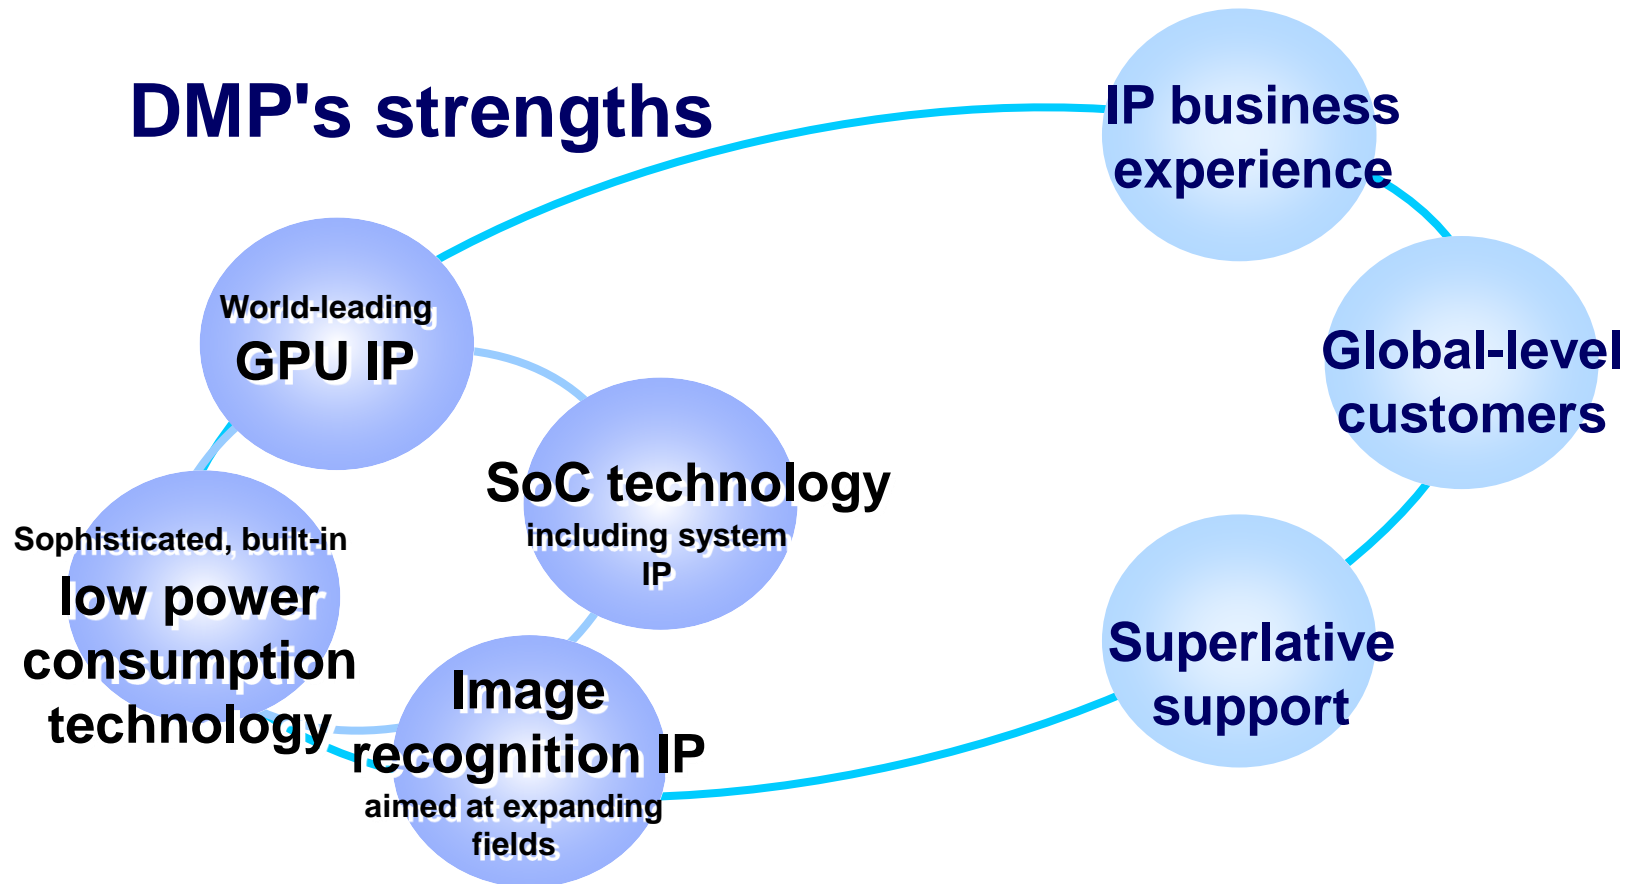 DMP's strengths
IP business
experience
World-leading
GPU IP
Global-level
customers
SoC technology
including system
IP
Sophisticated, built-in
low power
consumption
technology
Superlative
support
Image
recognition IP
aimed at expanding
fields